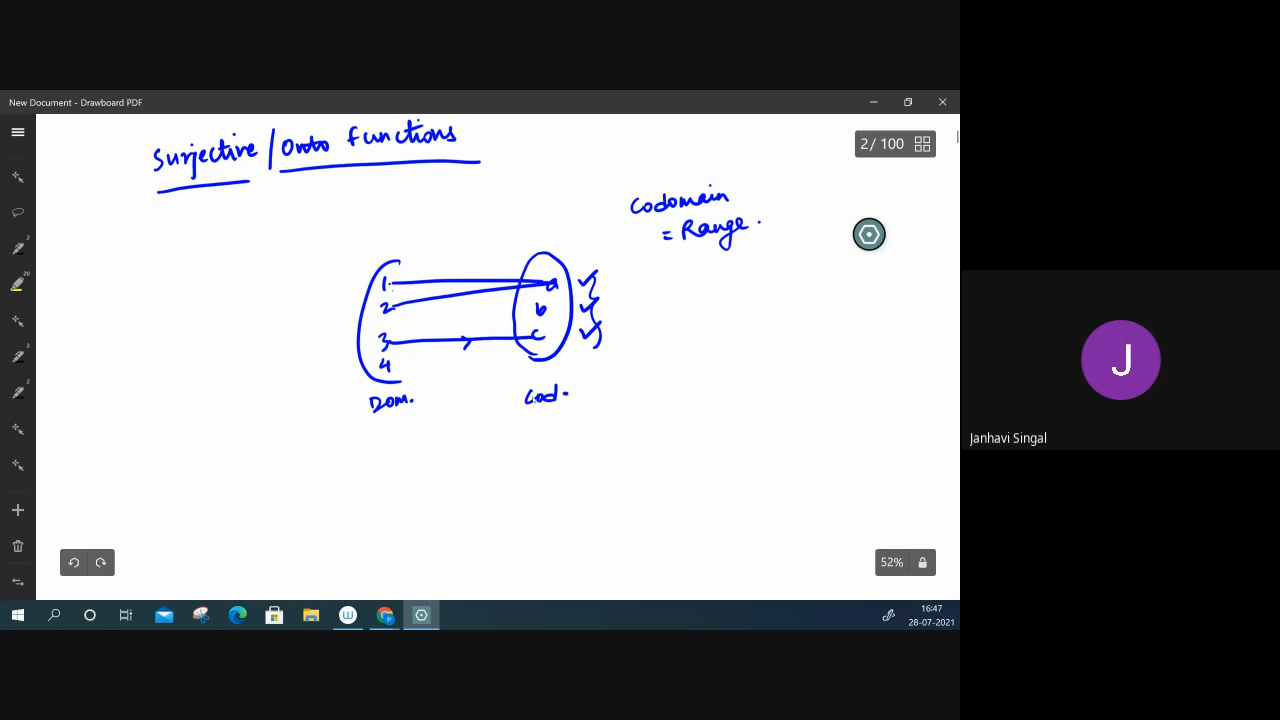 New Document - Drawboard PDF
Surjective / Onto functions
2 / 100
Codomain
= Range.
1 a
2 b
3 c
4
Dom. Cod.
J
Janhavi Singal
52%
16:47
28-07-2021